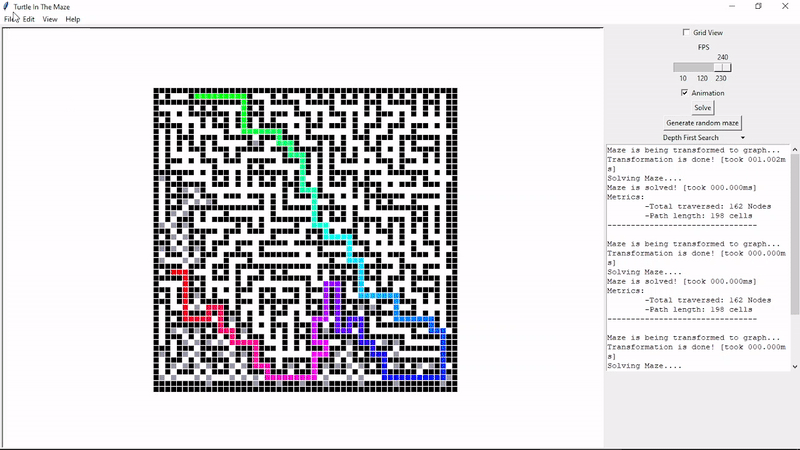 Turtle In The Maze
File Edit View Help
Grid View
FPS
240
10 120 230
Animation
Solve
Generate random maze
Depth First Search
Maze is being transformed to graph...
Transformation is done! [took 001.002m
s]
Solving Maze....
Maze is solved! [took 000.000ms]
Metrics:
-Total traversed: 162 Nodes
-Path length: 198 cells
--------------------------------
Maze is being transformed to graph...
Transformation is done! [took 000.000m
s]
Solving Maze....
Maze is solved! [took 000.000ms]
Metrics:
-Total traversed: 162 Nodes
-Path length: 198 cells
--------------------------------
Maze is being transformed to graph...
Transformation is done! [took 000.000m
s]
Solving Maze....